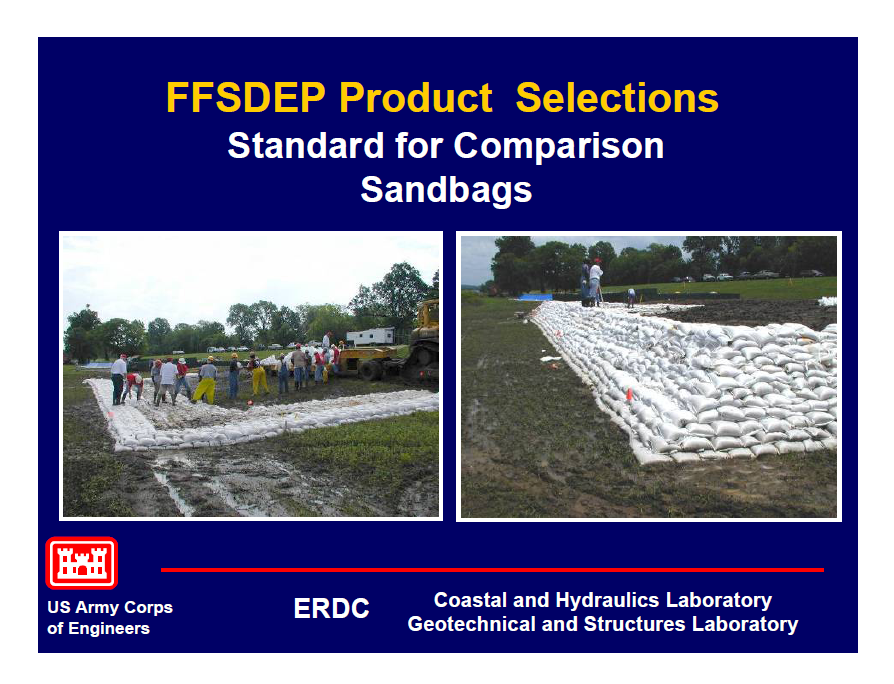 FFSDEP Product Selections
Standard for Comparison
Sandbags
US Army Corps
of Engineers
ERDC
Coastal and Hydraulics Laboratory
Geotechnical and Structures Laboratory